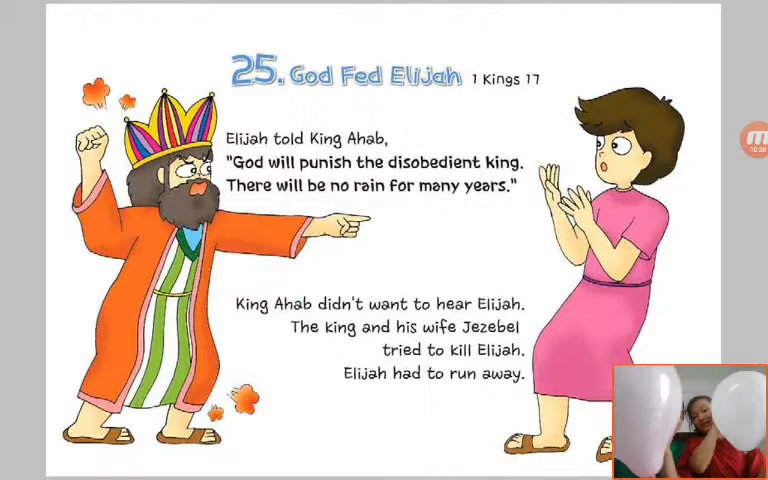 25. God Fed Elijah 1 Kings 17
Elijah told King Ahab,
"God will punish the disobedient king.
There will be no rain for many years."
King Ahab didn't want to hear Elijah.
The king and his wife Jezebel
tried to kill Elijah.
Elijah had to run away.
10:38